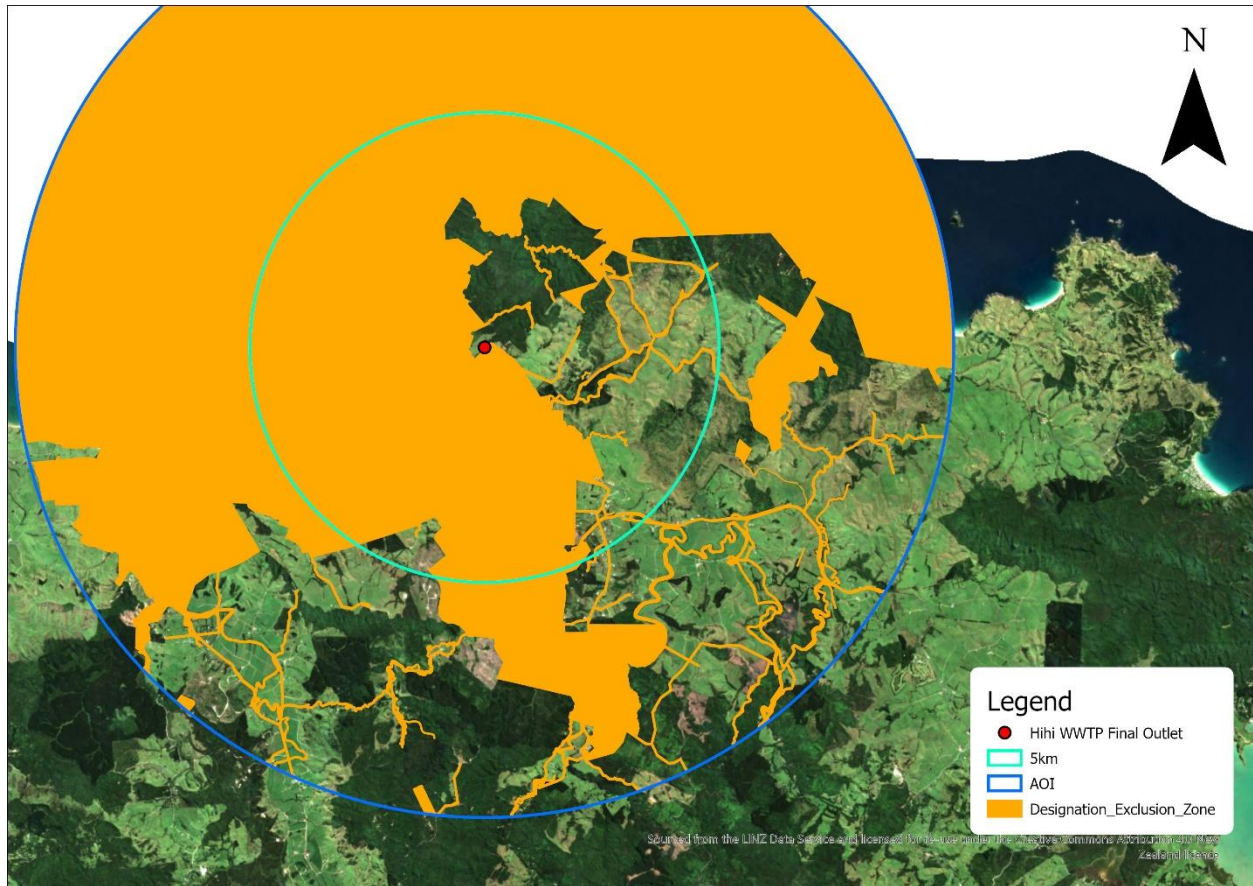 N
Legend
Hihi WWTP Final Outlet
5km
AOI
Designation_Exclusion_Zone
Sourced from the LINZ Data Service and licensed for re-use under the Creative Commons Attribution 4.0 New
Zealand licence